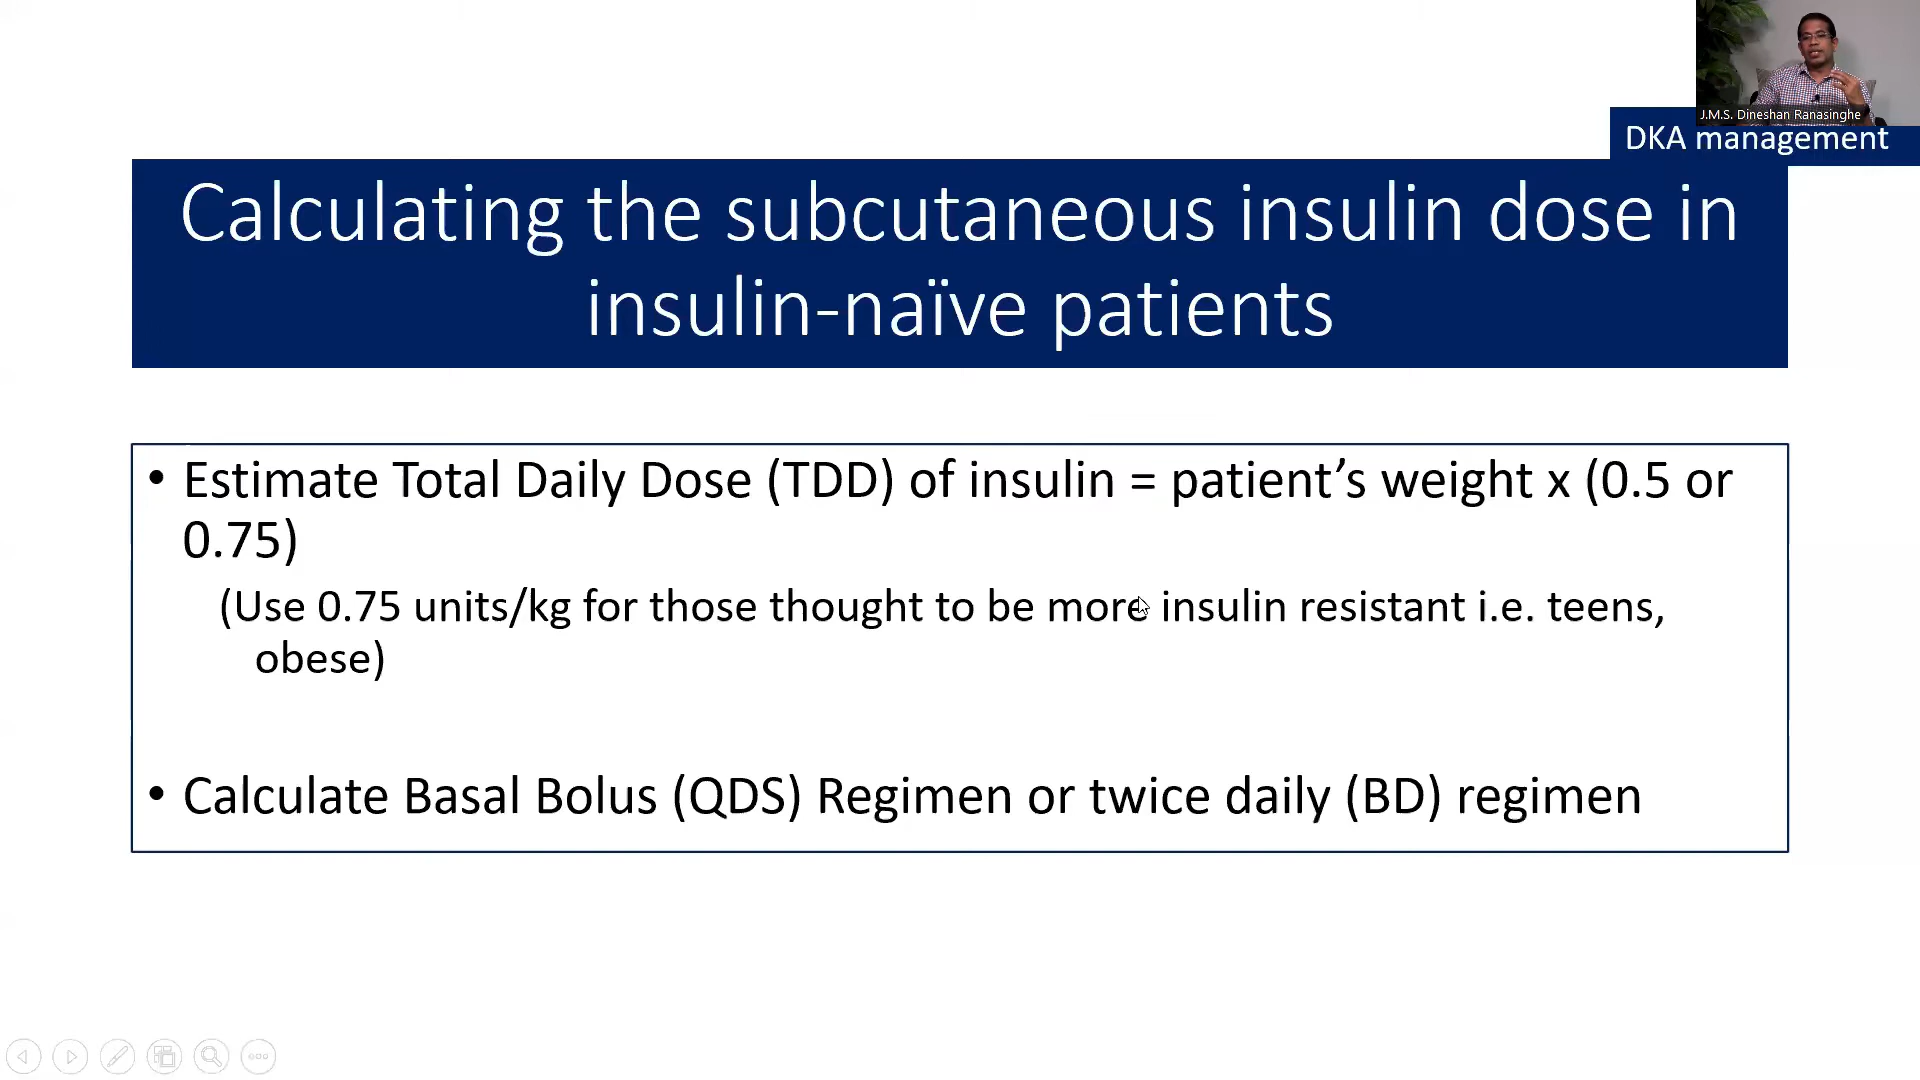 J.M.S. Dineshan Ranasinghe
DKA management
Calculating the subcutaneous insulin dose in
insulin-naïve patients
• Estimate Total Daily Dose (TDD) of insulin = patient’s weight x (0.5 or
0.75)
(Use 0.75 units/kg for those thought to be more insulin resistant i.e. teens,
obese)
• Calculate Basal Bolus (QDS) Regimen or twice daily (BD) regimen